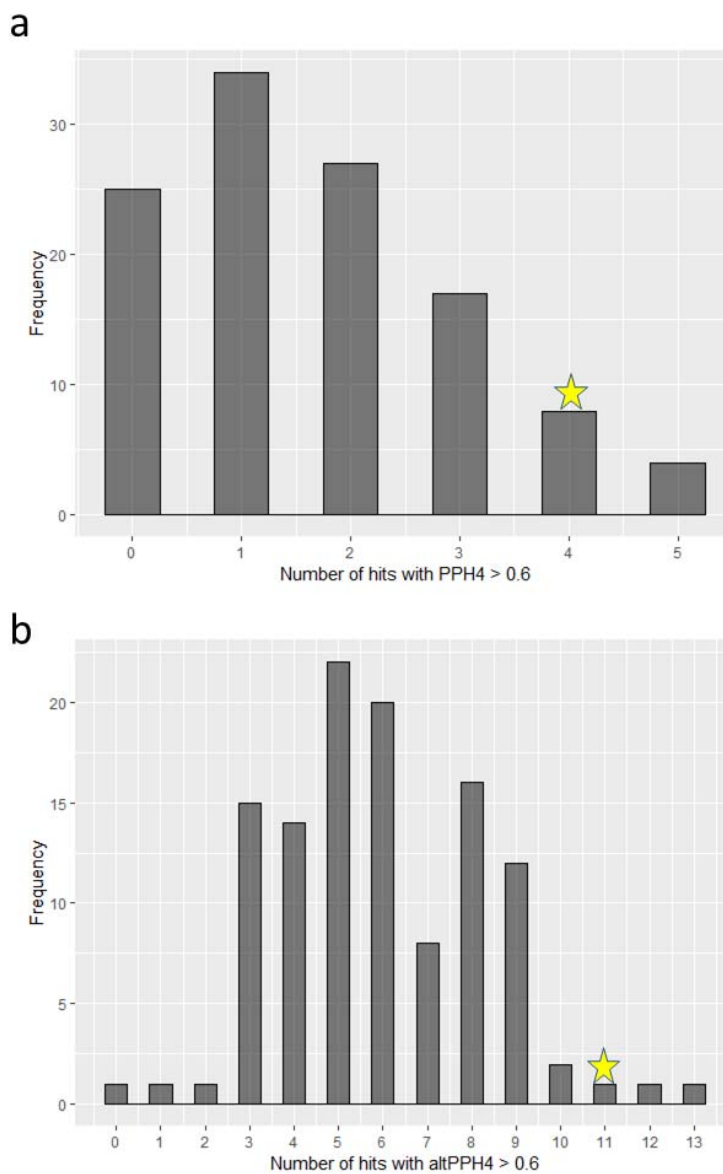 a
Frequency
30
20
10
0
0 1 2 3 4 5
Number of hits with PPH4 > 0.6
b
Frequency
20
15
10
5
0
0 1 2 3 4 5 6 7 8 9 10 11 12 13
Number of hits with altPPH4 > 0.6